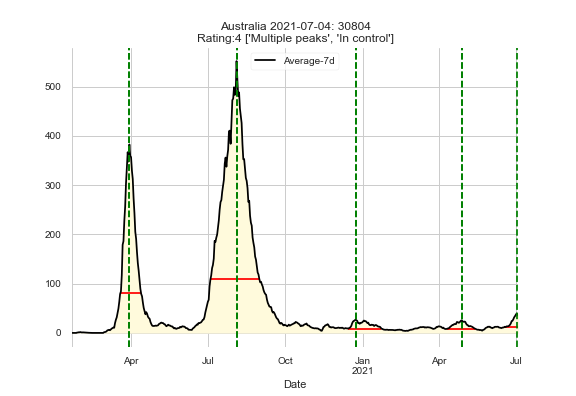 Australia 2021-07-04: 30804
Rating:4 ['Multiple peaks', 'In control']
Average-7d
500
400
300
200
100
0
Apr Jul Oct Jan Apr Jul
2021
Date